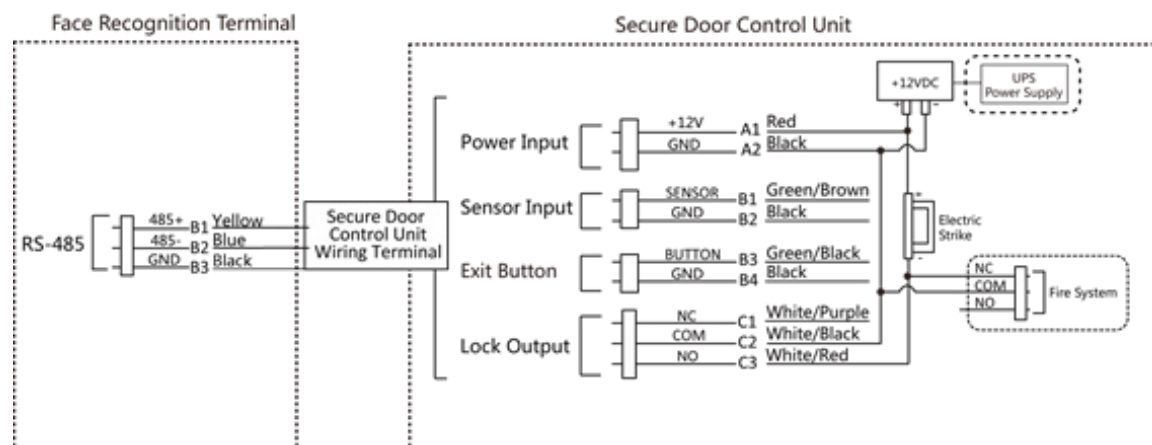 Face Recognition Terminal
Secure Door Control Unit
+12VDC
+ -
UPS
Power Supply
Power Input
+12V A1 Red
GND A2 Black
Sensor Input
SENSOR B1 Green/Brown
GND B2 Black
+
Electric
Strike
-
RS-485
485+ B1 Yellow
485- B2 Blue
GND B3 Black
Secure Door
Control Unit
Wiring Terminal
Exit Button
BUTTON B3 Green/Black
GND B4 Black
NC
COM
NO
Fire System
Lock Output
NC C1 White/Purple
COM C2 White/Black
NO C3 White/Red